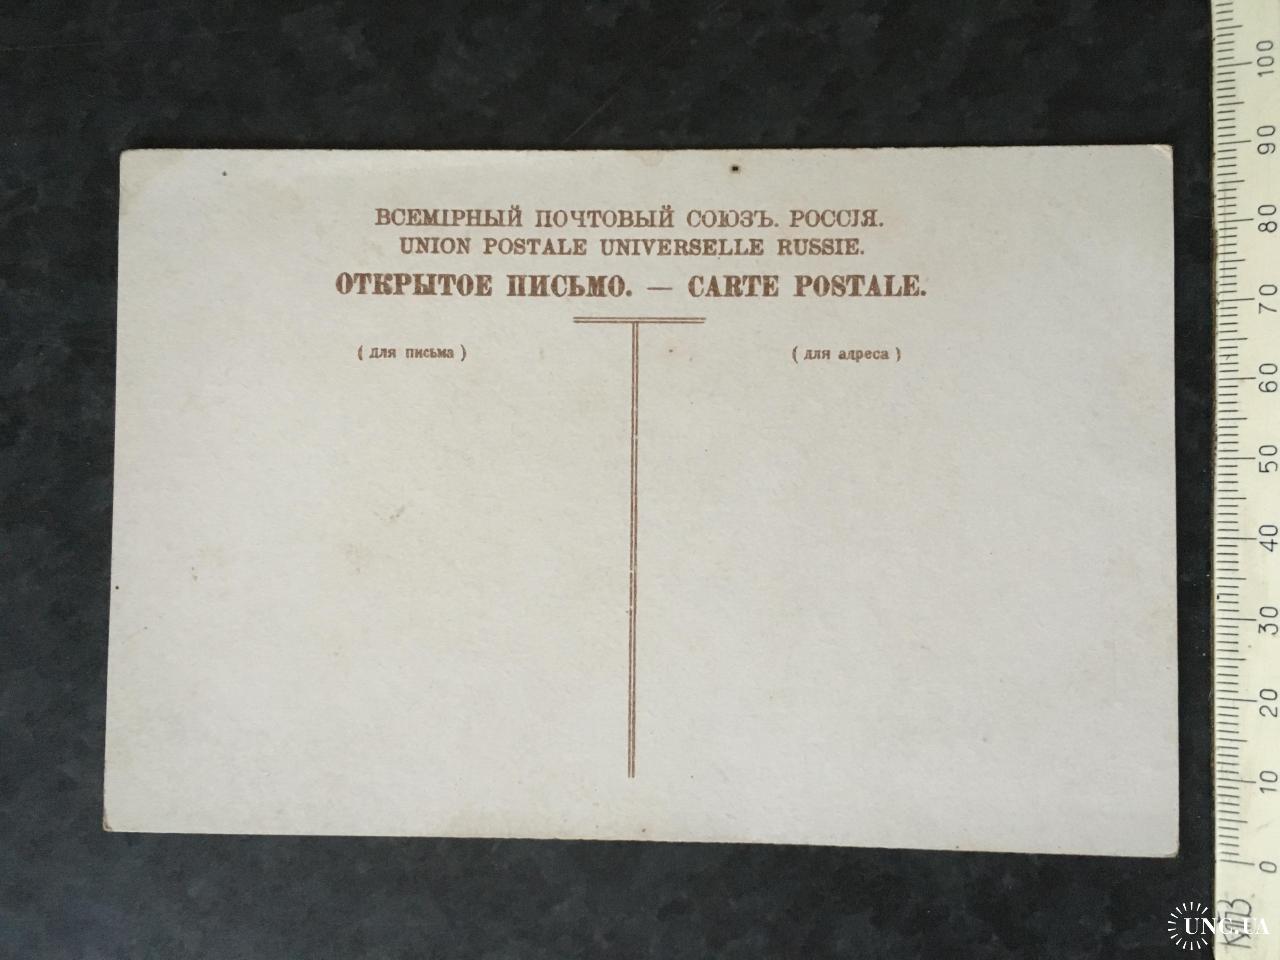 ВСЕМІРНЫЙ ПОЧТОВЫЙ СОЮЗЪ. РОССІЯ.
UNION POSTALE UNIVERSELLE RUSSIE.
ОТКРЫТОЕ ПИСЬМО. — CARTE POSTALE.
( для письма )
( для адреса )
100
90
80
70
60
50
40
30
20
10
0
UNC.UA